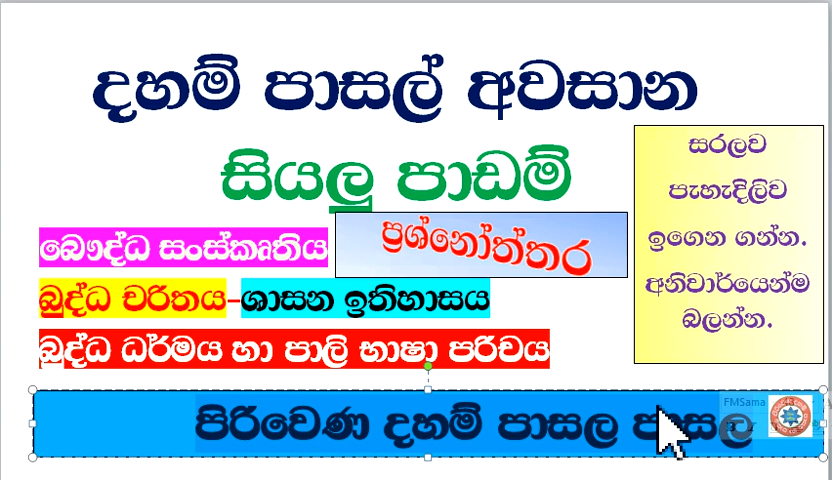 දහම් පාසල් අවසාන
සියලු පාඩම්
බෞද්ධ සංස්කෘතිය
ප්‍රශ්නෝත්තර
බුද්ධ චරිතය-ශාසන ඉතිහාසය
බුද්ධ ධර්මය හා පාලි භාෂා පරිචය
සරලව
පැහැදිලිව
ඉගෙන ගන්න.
අනිවාර්යෙන්ම
බලන්න.
පිරිවෙණ දහම් පාසල පාසල
FMSama